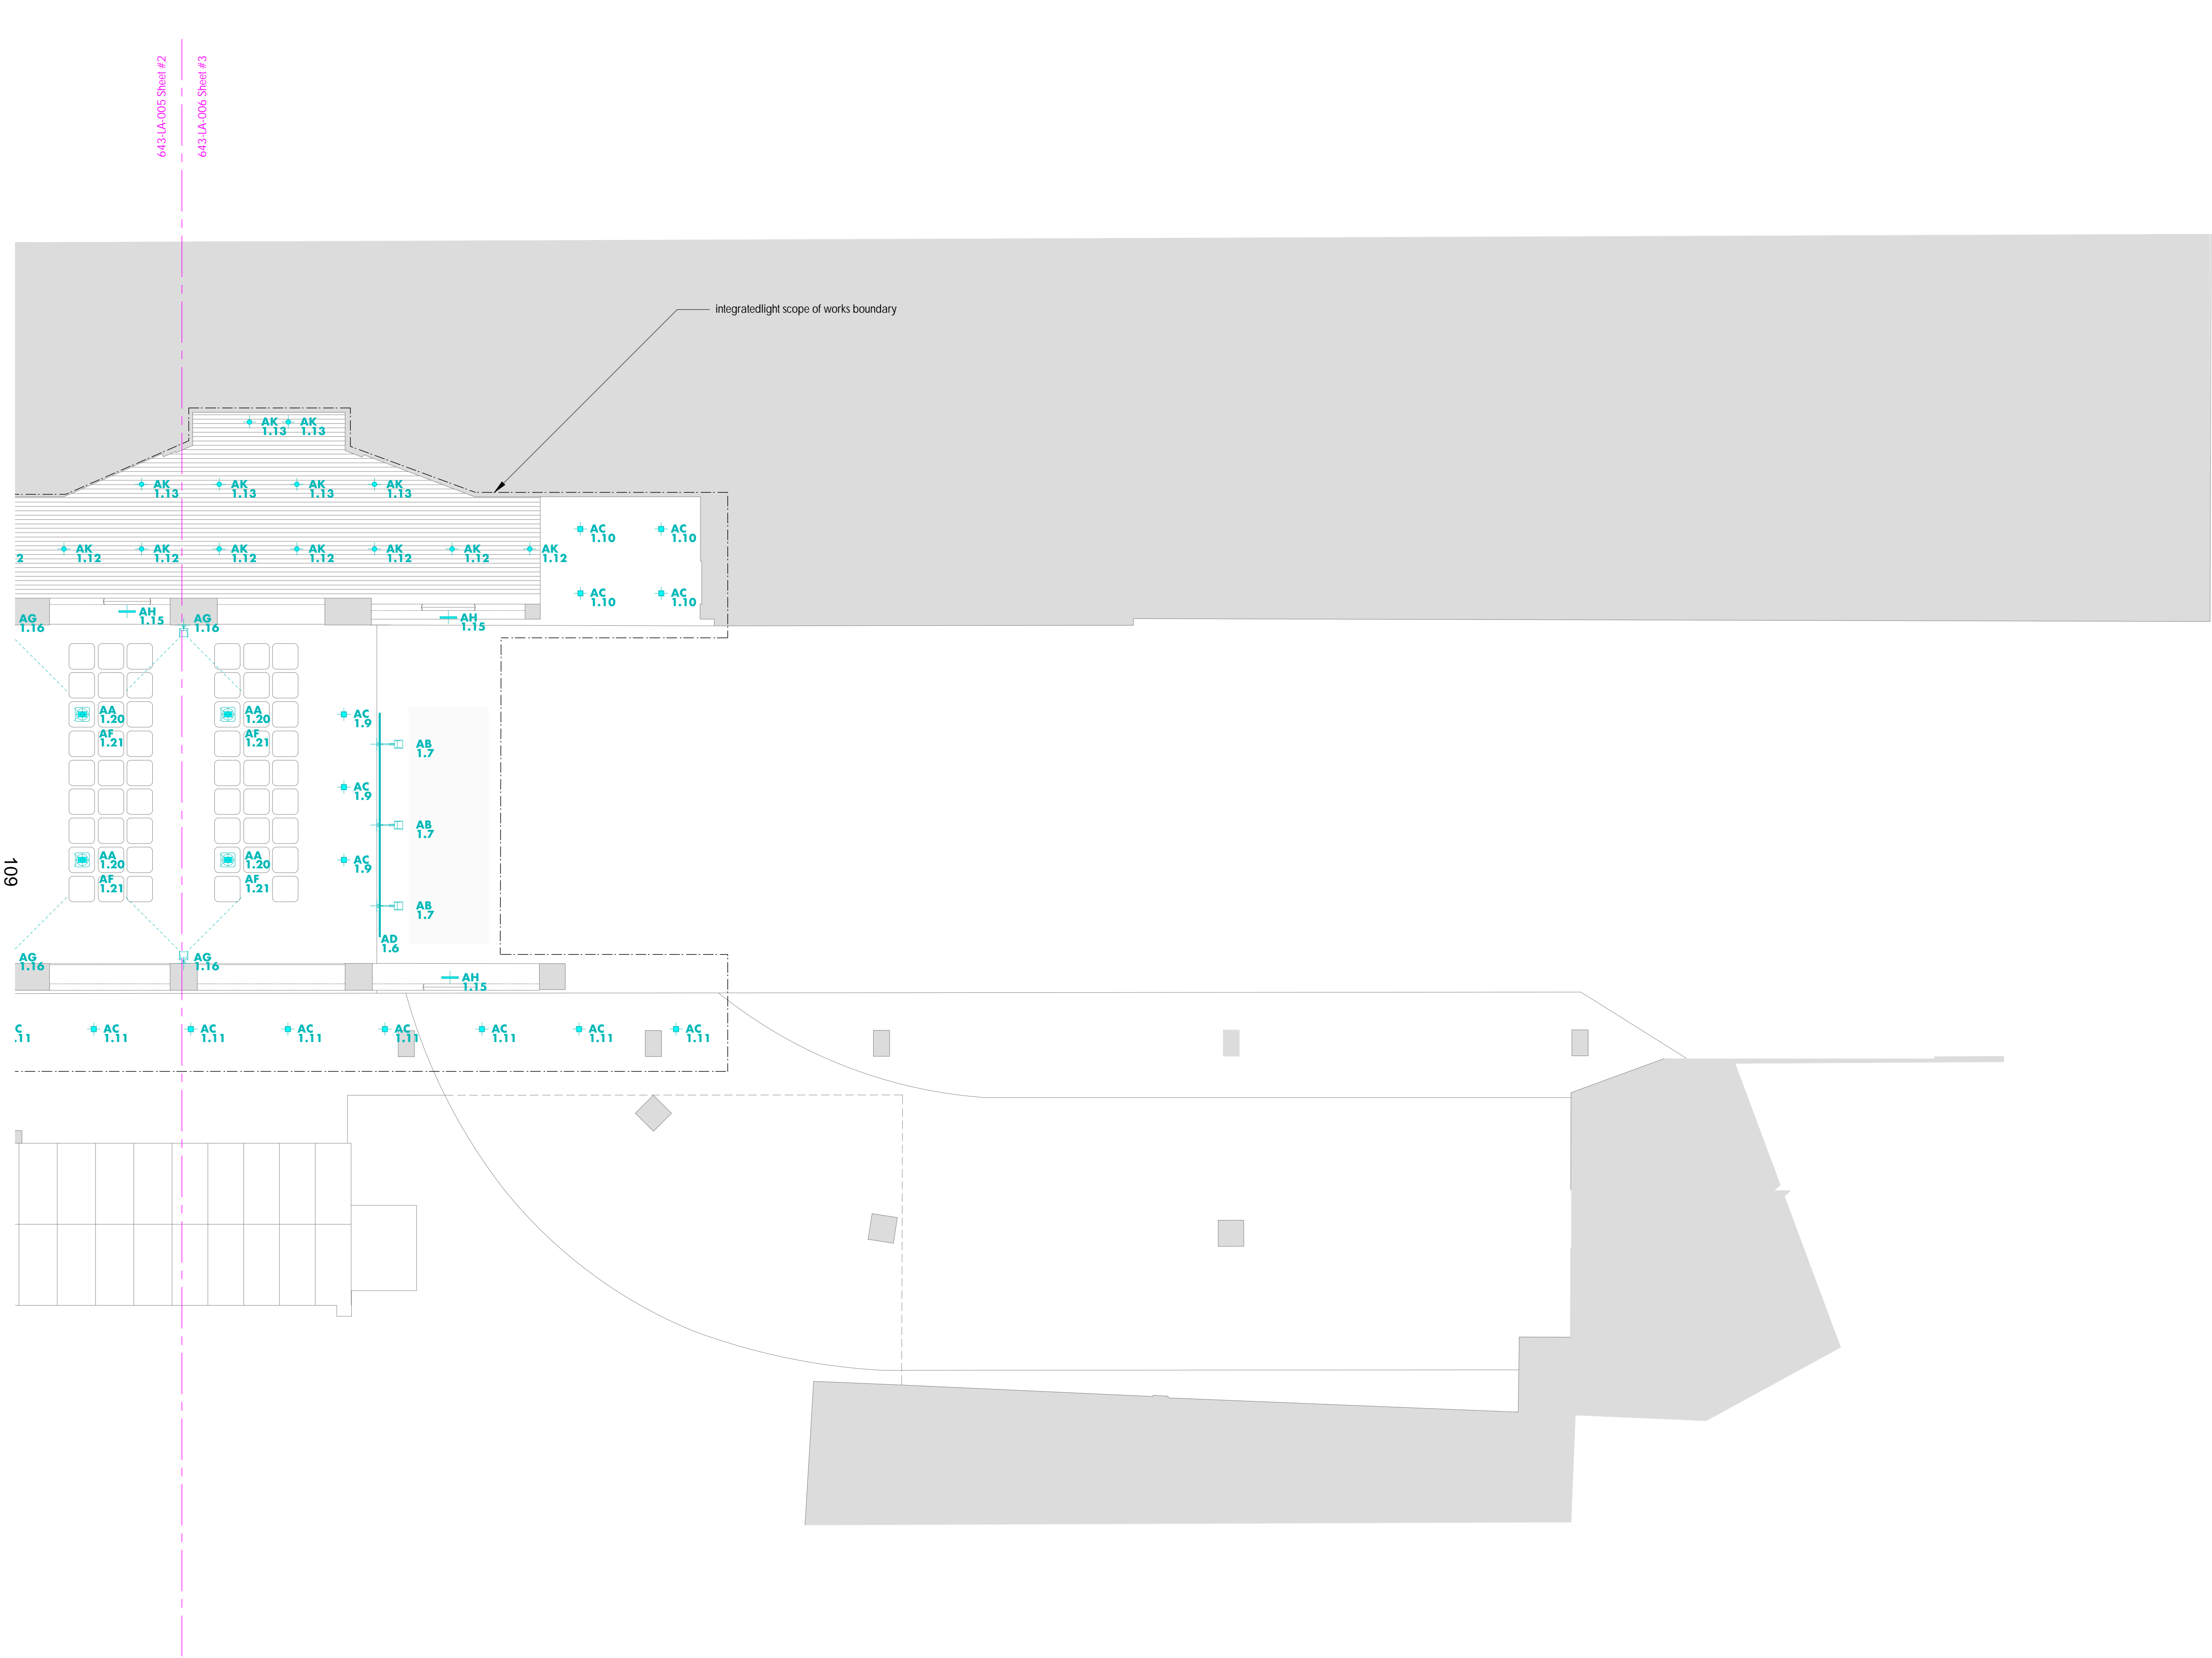 643-LA-005 Sheet #2
643-LA-006 Sheet #3
integratedlight scope of works boundary
AK
1.13
AK
1.13
AK
1.13
AK
1.13
AK
1.13
AK
1.13
AC
1.10
AC
1.10
2
AK
1.12
AK
1.12
AK
1.12
AK
1.12
AK
1.12
AK
1.12
AK
1.12
AC
1.10
AC
1.10
AG
1.16
AH
1.15
AG
1.16
AH
1.15
AA
1.20
AA
1.20
AC
1.9
AF
1.21
AF
1.21
AB
1.7
AC
1.9
AB
1.7
AA
1.20
AA
1.20
AC
1.9
AF
1.21
AF
1.21
AB
1.7
AD
1.6
109
AG
1.16
AG
1.16
AH
1.15
C
.11
AC
1.11
AC
1.11
AC
1.11
AC
1.11
AC
1.11
AC
1.11
AC
1.11